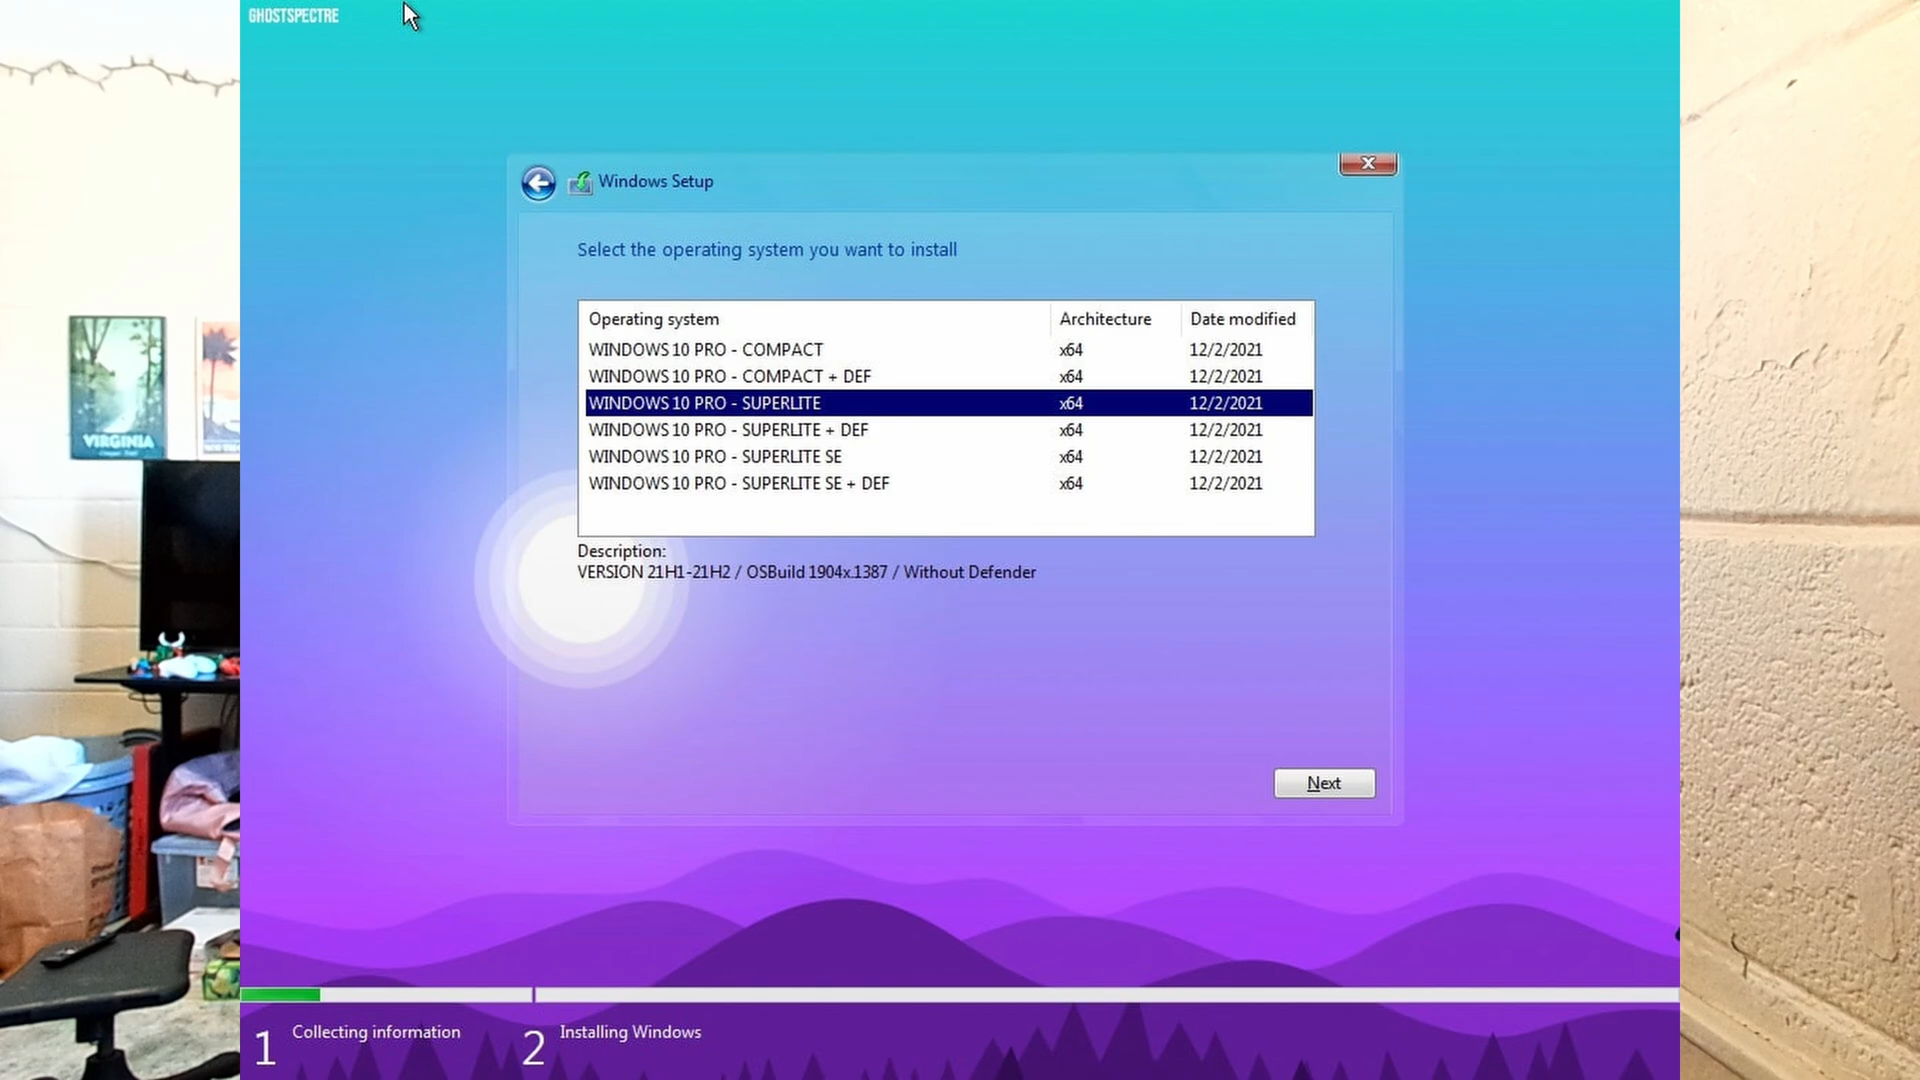 GHOSTSPECTRE
Windows Setup
Select the operating system you want to install
Operating system Architecture Date modified
WINDOWS 10 PRO - COMPACT x64 12/2/2021
WINDOWS 10 PRO - COMPACT + DEF x64 12/2/2021
WINDOWS 10 PRO - SUPERLITE x64 12/2/2021
WINDOWS 10 PRO - SUPERLITE + DEF x64 12/2/2021
WINDOWS 10 PRO - SUPERLITE SE x64 12/2/2021
WINDOWS 10 PRO - SUPERLITE SE + DEF x64 12/2/2021
Description:
VERSION 21H1-21H2 / OSBuild 1904x.1387 / Without Defender
Next
1 Collecting information
2 Installing Windows
VIRGINIA